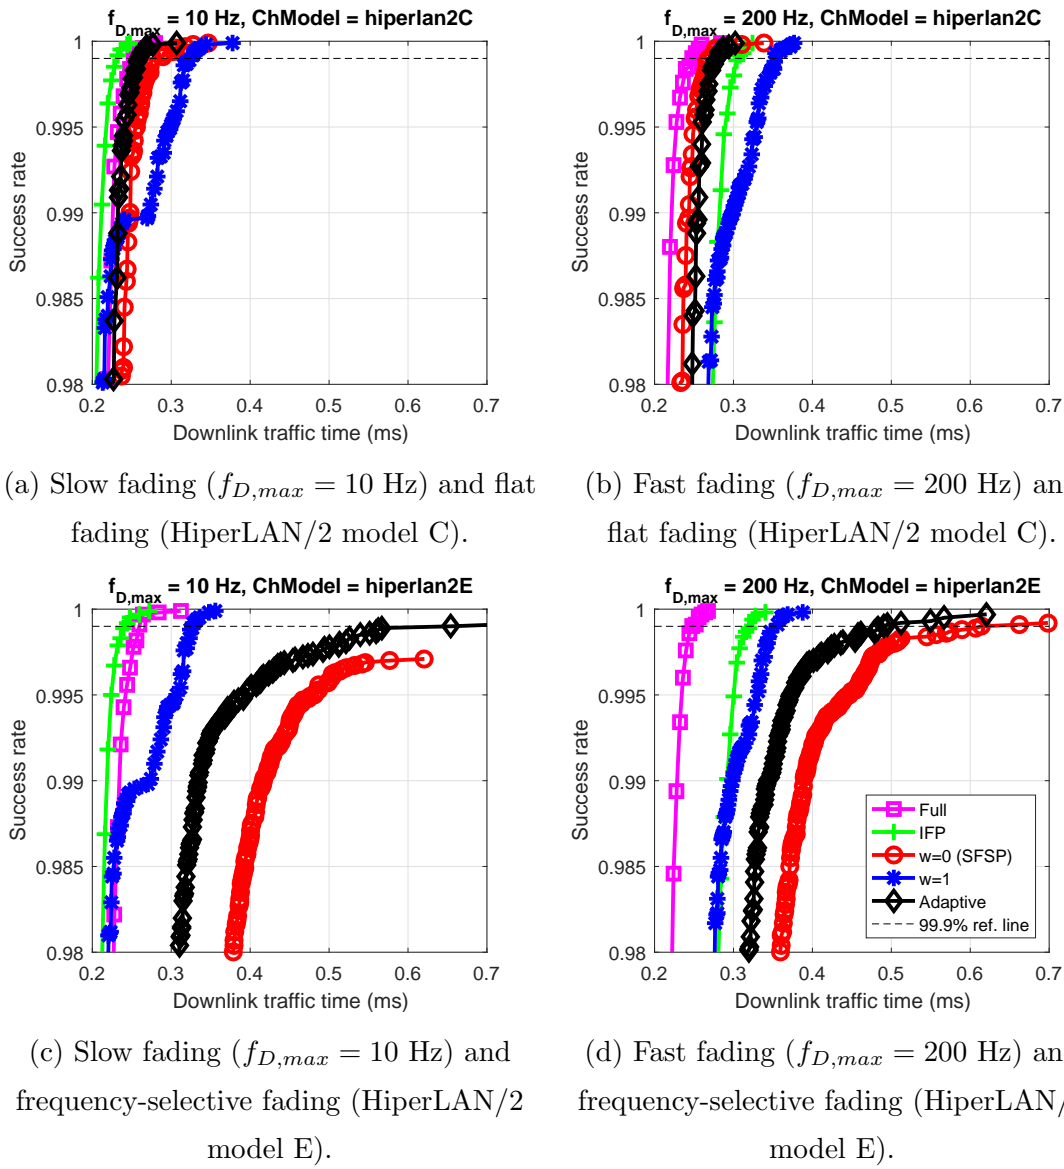 f_D,max = 10 Hz, ChModel = hiperlan2C
Success rate
1
0.995
0.99
0.985
0.98
0.2 0.3 0.4 0.5 0.6 0.7
Downlink traffic time (ms)
(a) Slow fading (f_D,max = 10 Hz) and flat
fading (HiperLAN/2 model C).
f_D,max = 200 Hz, ChModel = hiperlan2C
Success rate
1
0.995
0.99
0.985
0.98
0.2 0.3 0.4 0.5 0.6 0.7
Downlink traffic time (ms)
(b) Fast fading (f_D,max = 200 Hz) an
flat fading (HiperLAN/2 model C).
f_D,max = 10 Hz, ChModel = hiperlan2E
Success rate
1
0.995
0.99
0.985
0.98
0.2 0.3 0.4 0.5 0.6 0.7
Downlink traffic time (ms)
(c) Slow fading (f_D,max = 10 Hz) and
frequency-selective fading (HiperLAN/2
model E).
f_D,max = 200 Hz, ChModel = hiperlan2E
Success rate
1
0.995
0.99
0.985
0.98
Full
IFP
w=0 (SFSP)
w=1
Adaptive
99.9% ref. line
0.2 0.3 0.4 0.5 0.6 0.7
Downlink traffic time (ms)
(d) Fast fading (f_D,max = 200 Hz) an
frequency-selective fading (HiperLAN/
model E).